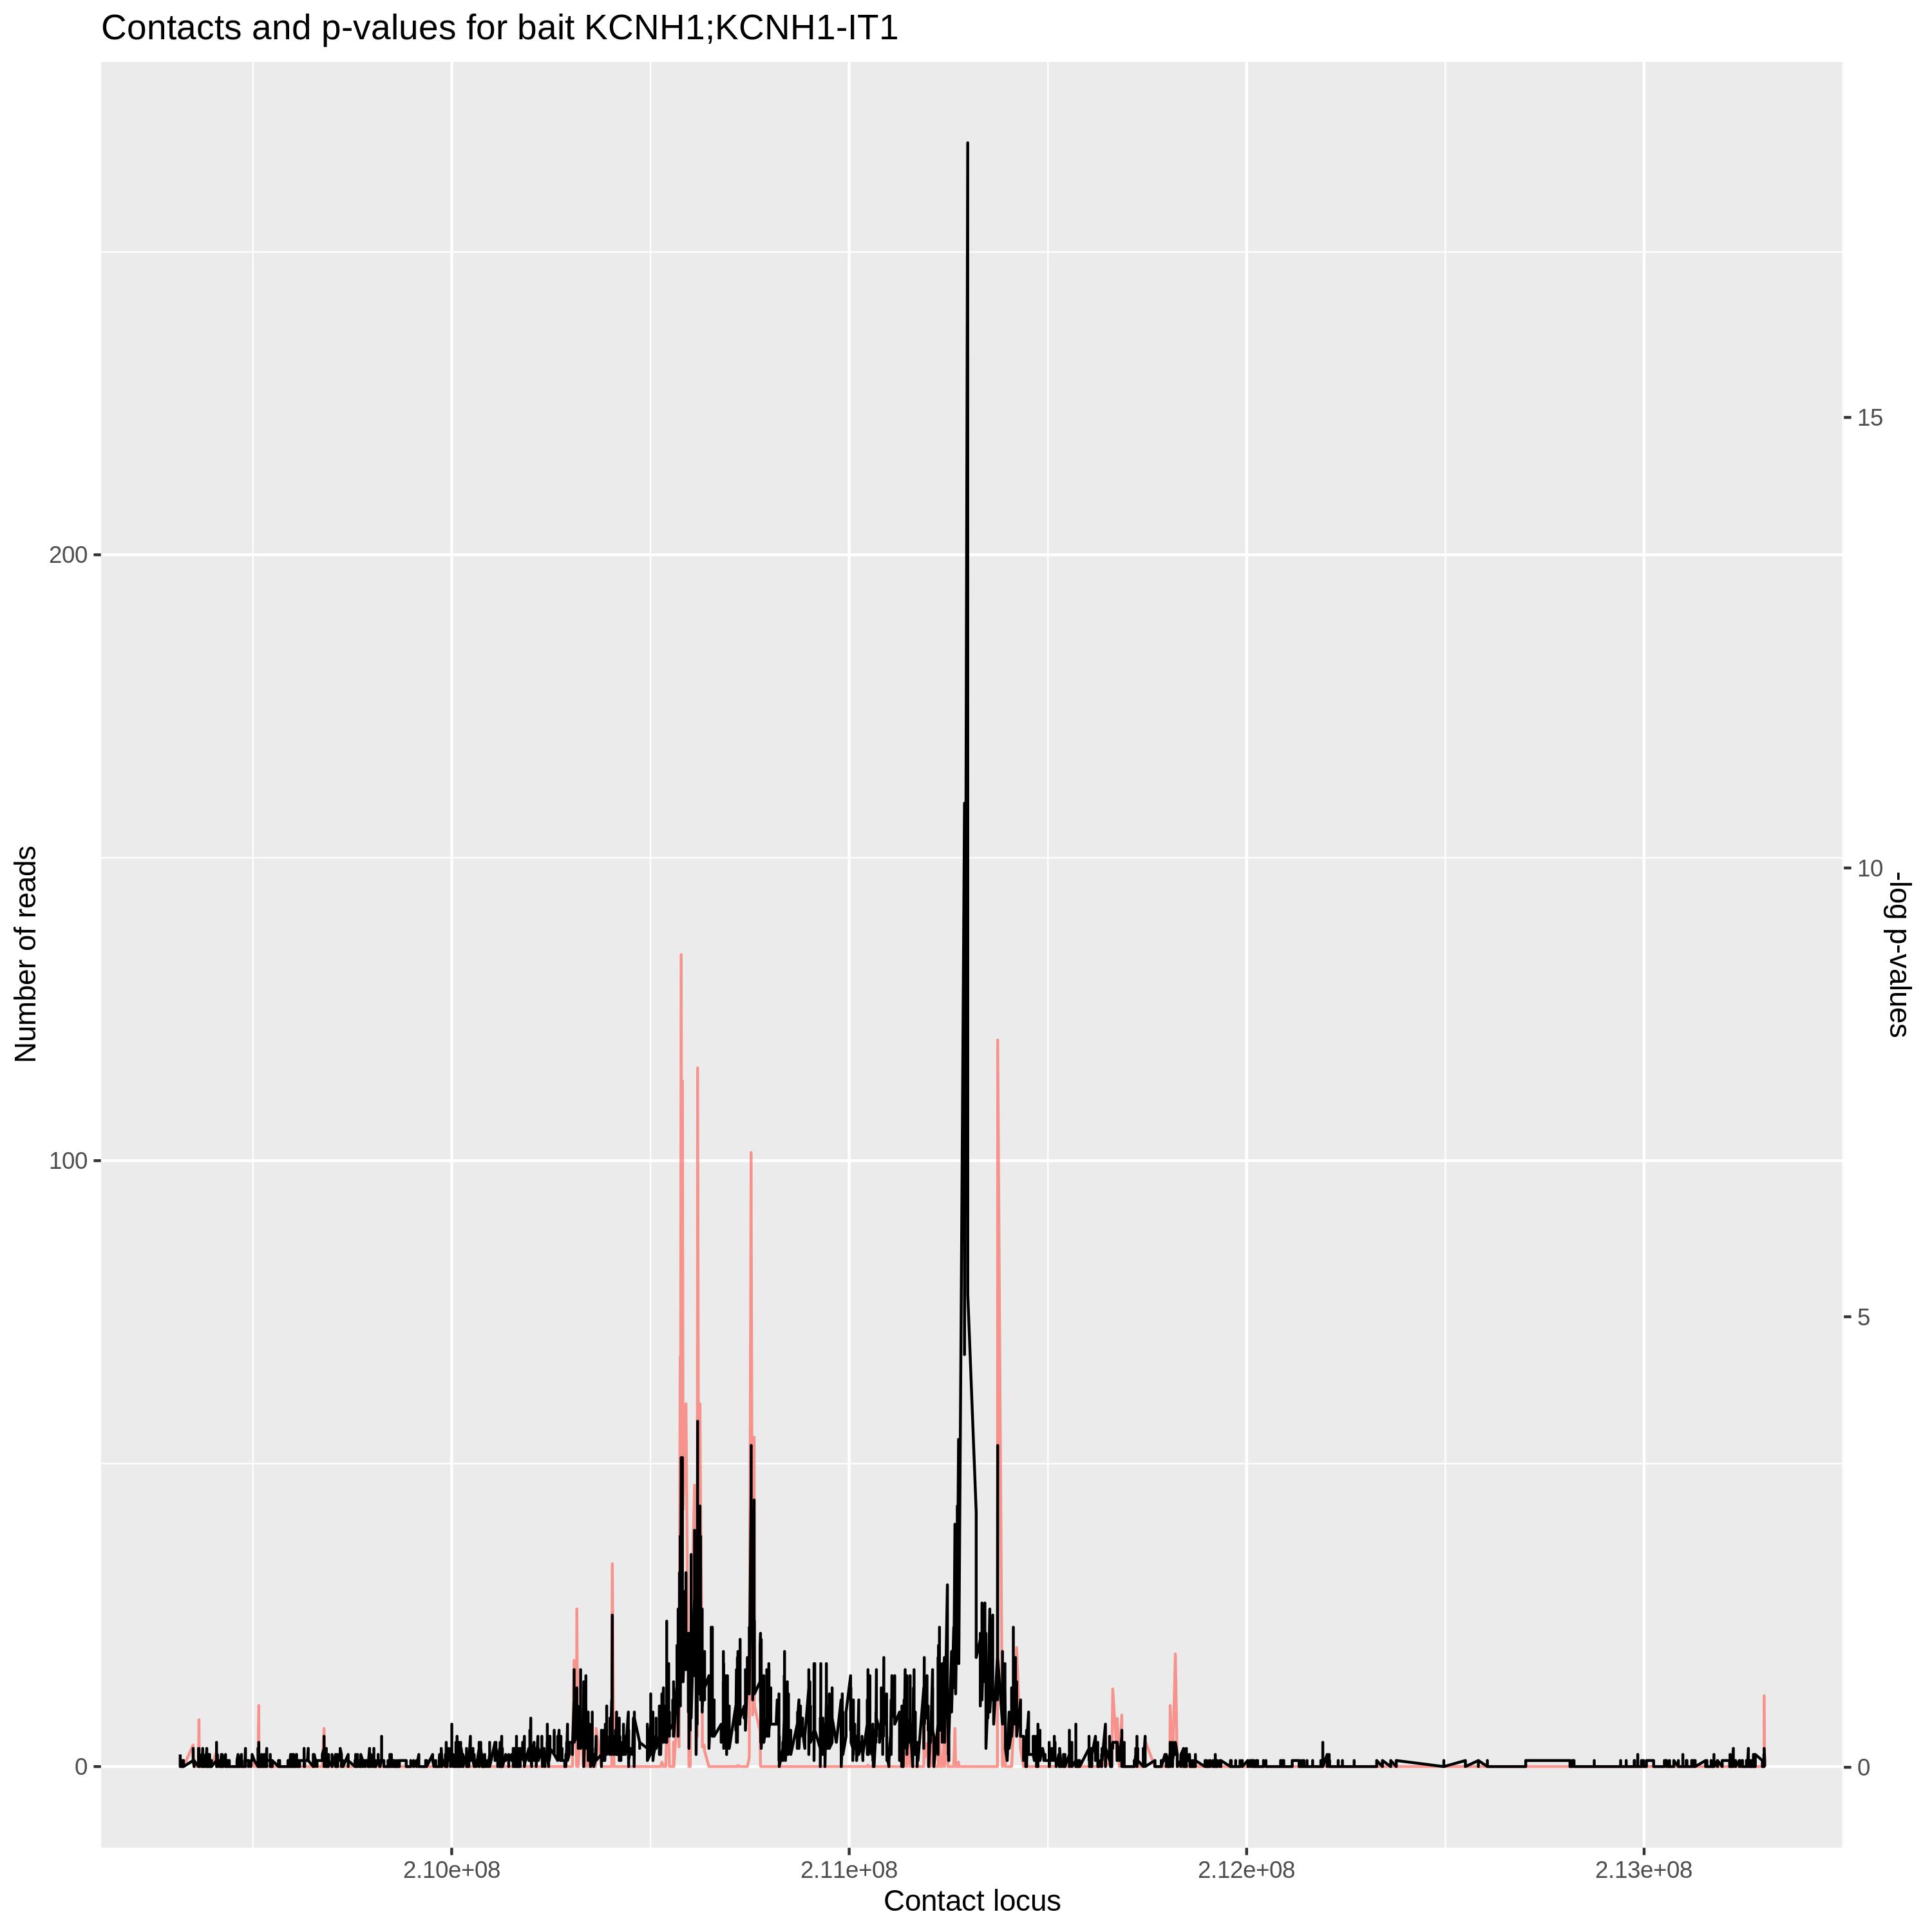 Contacts and p-values for bait KCNH1;KCNH1-IT1
Number of reads
200
100
0
15
10
5
0
-log p-values
2.10e+08
2.11e+08
2.12e+08
2.13e+08
Contact locus